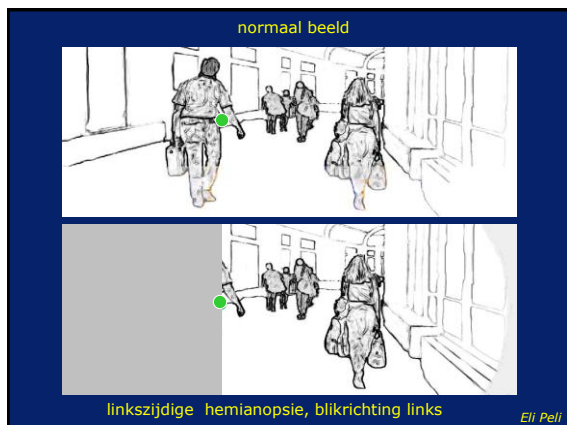 normaal beeld
linkszijdige hemianopsie, blikrichting links
Eli Peli